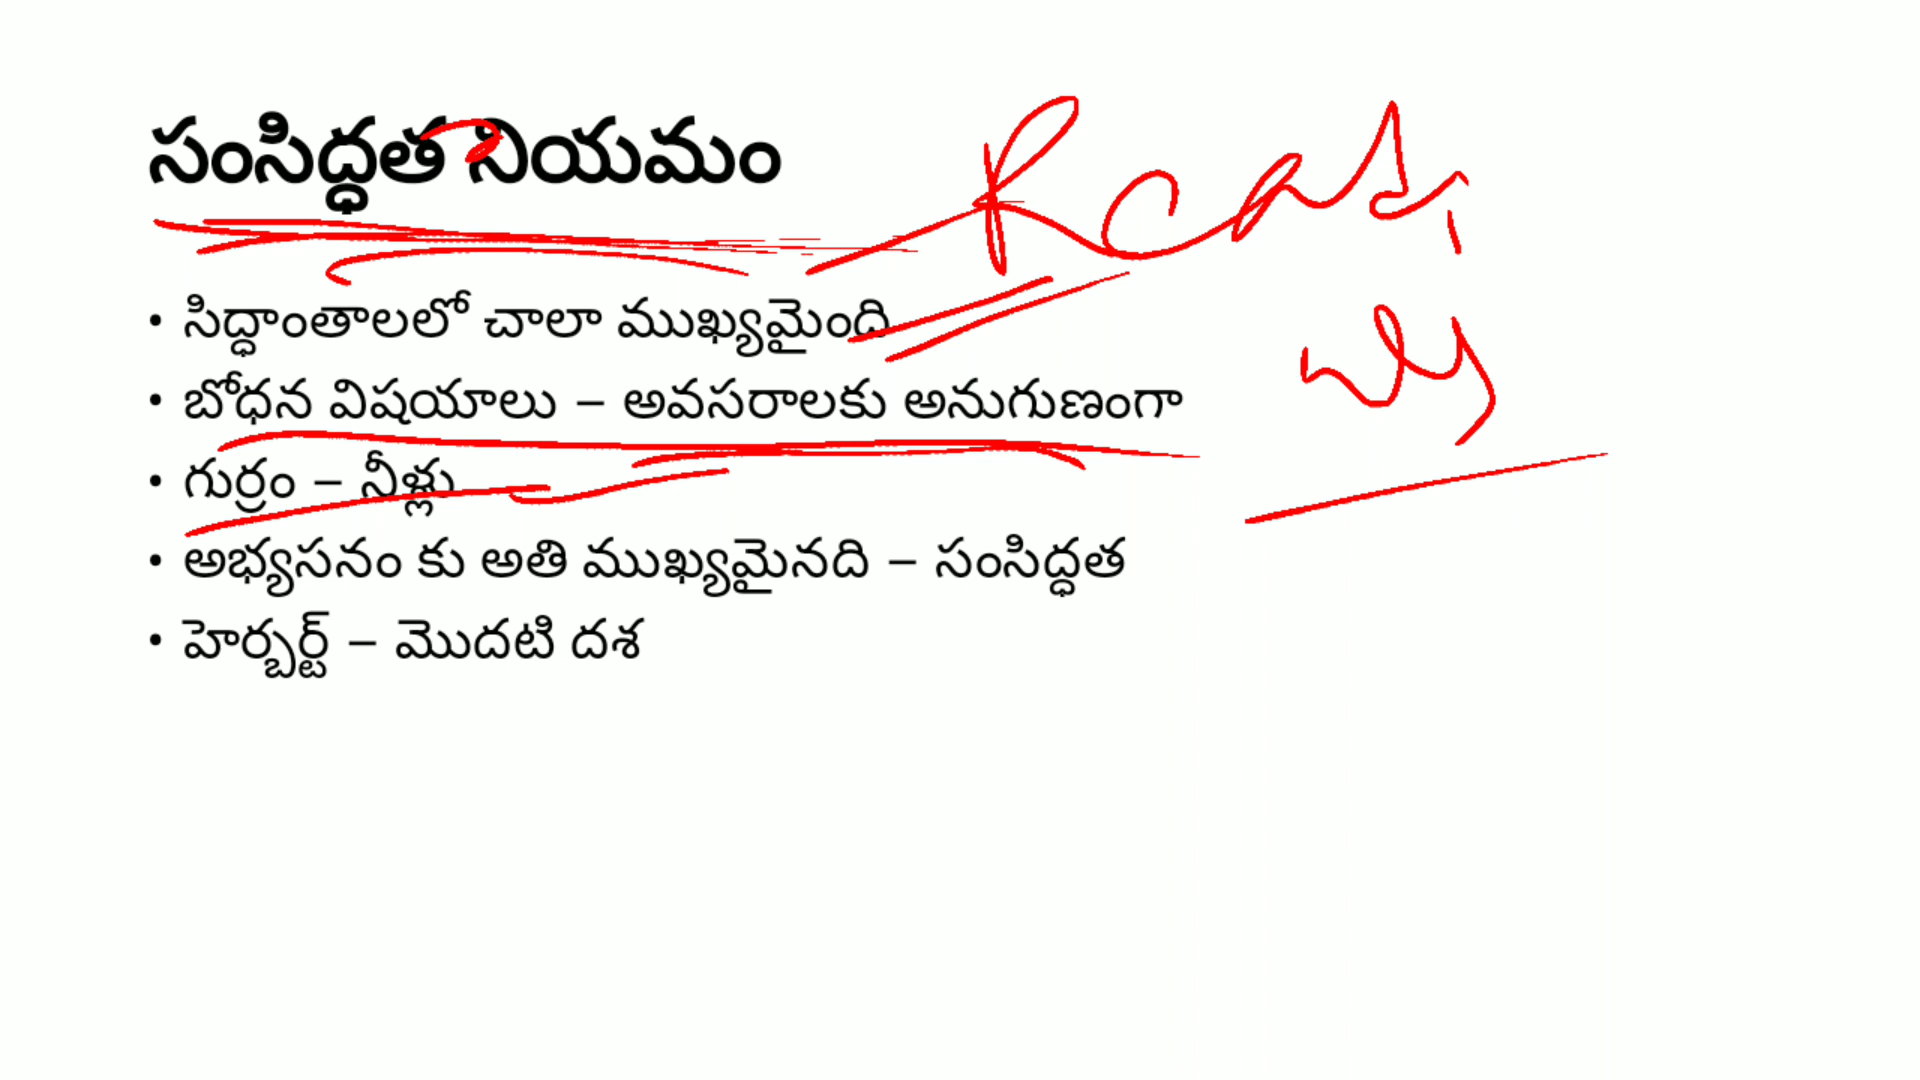 సంసిద్ధత నియమం
• సిద్ధాంతాలలో చాలా ముఖ్యమైంది
• బోధన విషయాలు – అవసరాలకు అనుగుణంగా
• గుర్రం – నీళ్లు
• అభ్యసనం కు అతి ముఖ్యమైనది – సంసిద్ధత
• హెర్బర్ట్ – మొదటి దశ